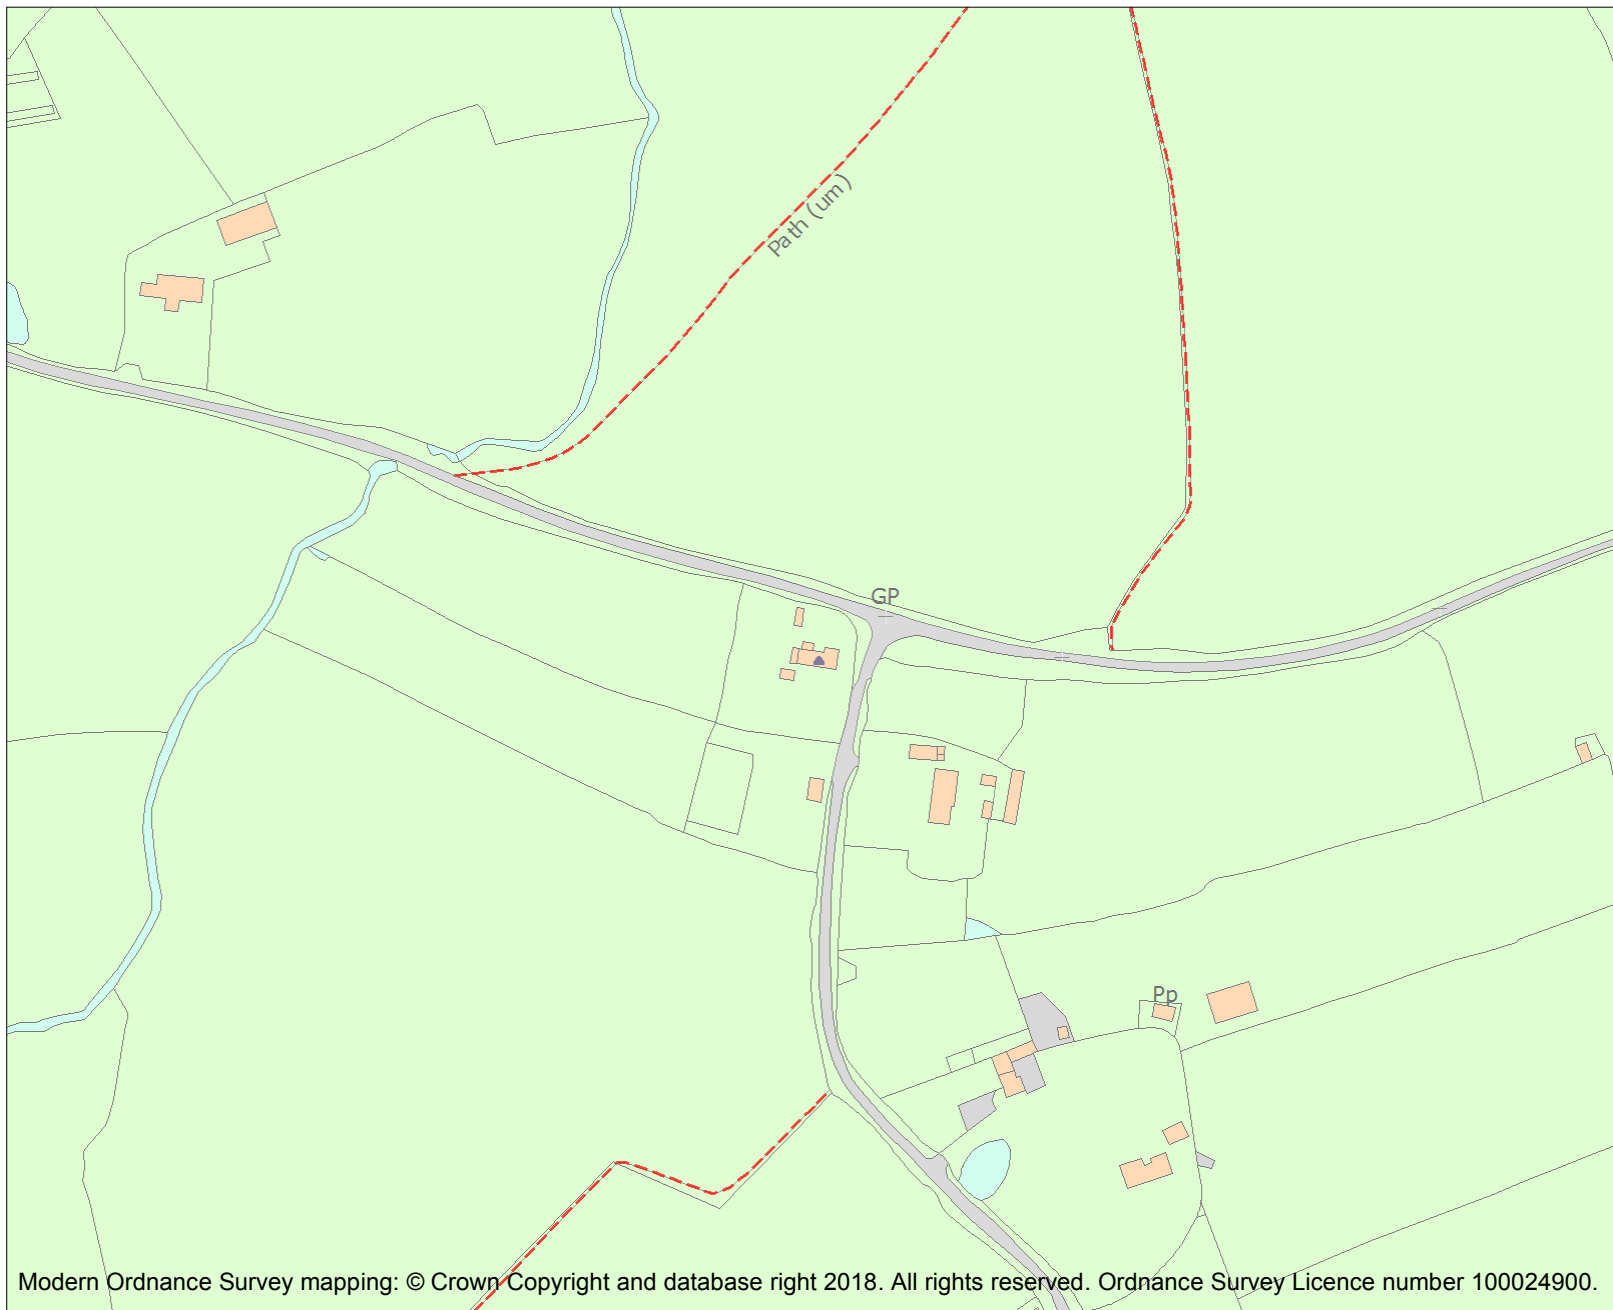 Path (um)
GP
Pp
Modern Ordnance Survey mapping: © Crown Copyright and database right 2018. All rights reserved. Ordnance Survey Licence number 100024900.